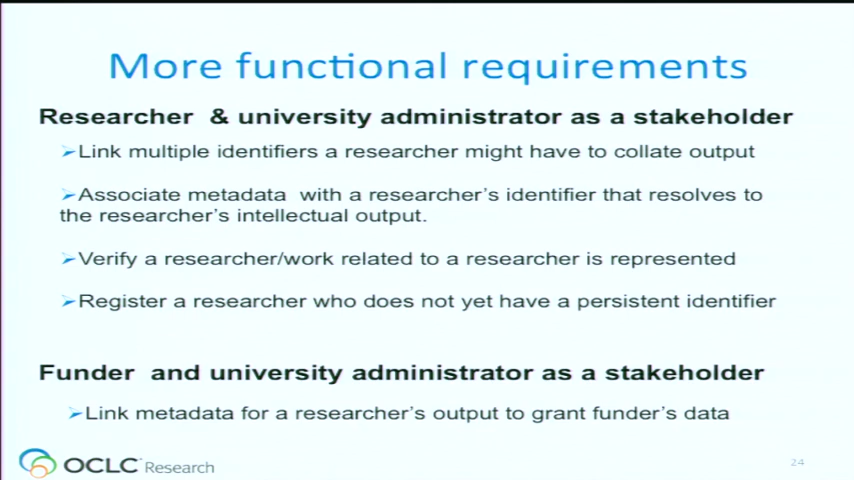 More functional requirements
Researcher & university administrator as a stakeholder
➢Link multiple identifiers a researcher might have to collate output
➢Associate metadata with a researcher's identifier that resolves to
the researcher's intellectual output.
➢Verify a researcher/work related to a researcher is represented
➢Register a researcher who does not yet have a persistent identifier
Funder and university administrator as a stakeholder
➢Link metadata for a researcher's output to grant funder's data
OCLC Research
24